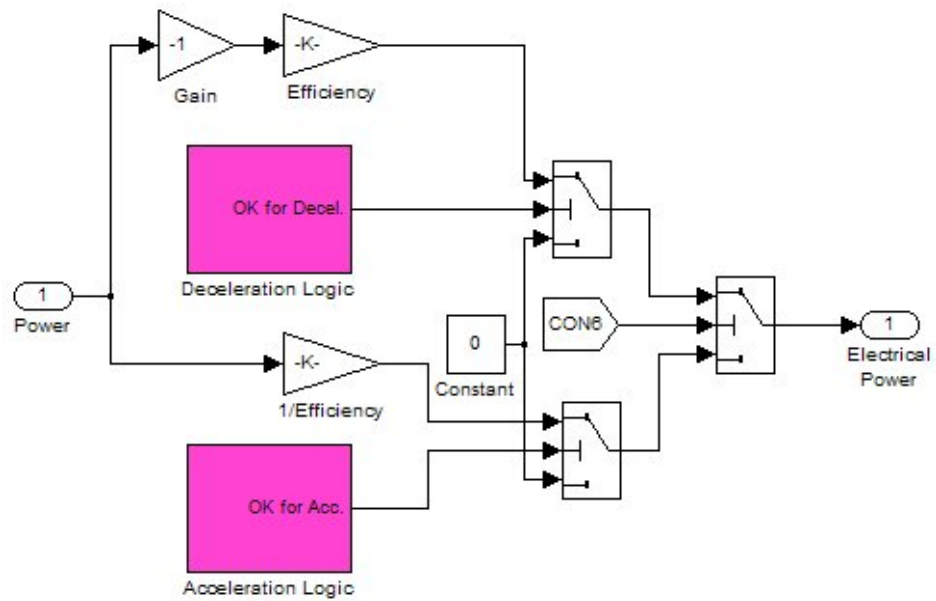 -1
-K-
Gain
Efficiency
OK for Decel.
Deceleration Logic
1
Power
CON6
0
1
-K-
Constant
Electrical
Power
1/Efficiency
OK for Acc.
Acceleration Logic